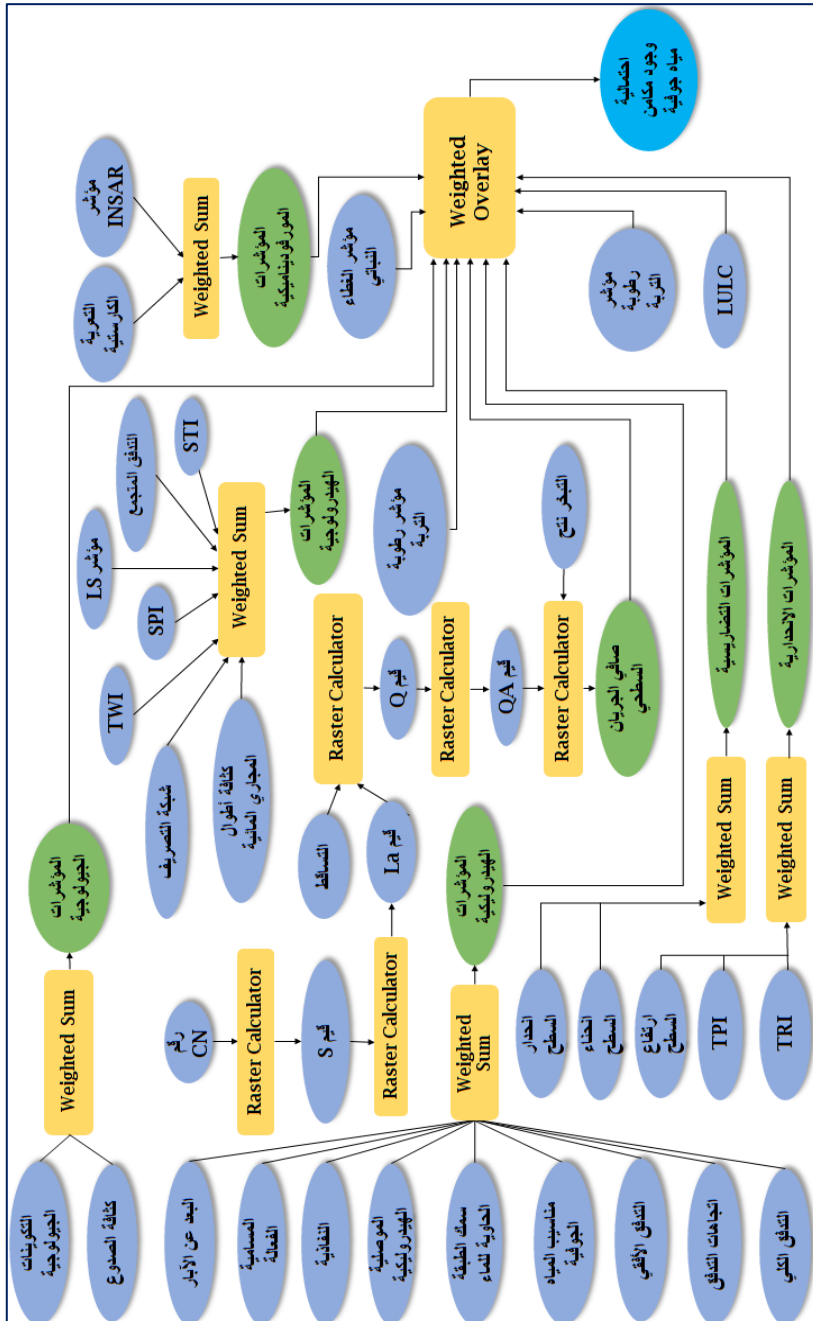 التكوينات
الجيولوجية
كثافة الصدوع
البعد عن الآبار
المسامية
الفعالة
النفاذية
الموصلية
الهيدروليكية
سمك الطبقة
الحاوية للماء
مناسيب المياه
الجوفية
التدفق الأفقي
اتجاهات التدفق
التدفق الكلي
Weighted Sum
المؤشرات
الجيولوجية
رقم
CN
Raster Calculator
قيم S
Raster Calculator
قيم La
التساقط
Raster Calculator
قيم Q
Raster Calculator
قيم QA
Raster Calculator
التبخر نتح
صافي الجريان
السطحي
Weighted
Sum
المؤشرات
الهيدروليكية
انحدار
السطح
انحناء
السطح
ارتفاع
السطح
TPI
TRI
Weighted Sum
Weighted Sum
المؤشرات التضاريسية
المؤشرات الانحدارية
TWI
SPI
مؤشر LS
التدفق المتجمع
STI
شبكة التصريف
كثافة أطوال
المجاري المائية
Weighted Sum
المؤشرات
الهيدرولوجية
مؤشر رطوبة
التربة
التعرية
الكارستية
مؤشر
INSAR
Weighted Sum
المؤشرات
المورفوديناميكية
مؤشر الغطاء
النباتي
مؤشر
رطوبة
التربة
LULC
Weighted
Overlay
احتمالية
وجود مكامن
مياه جوفية